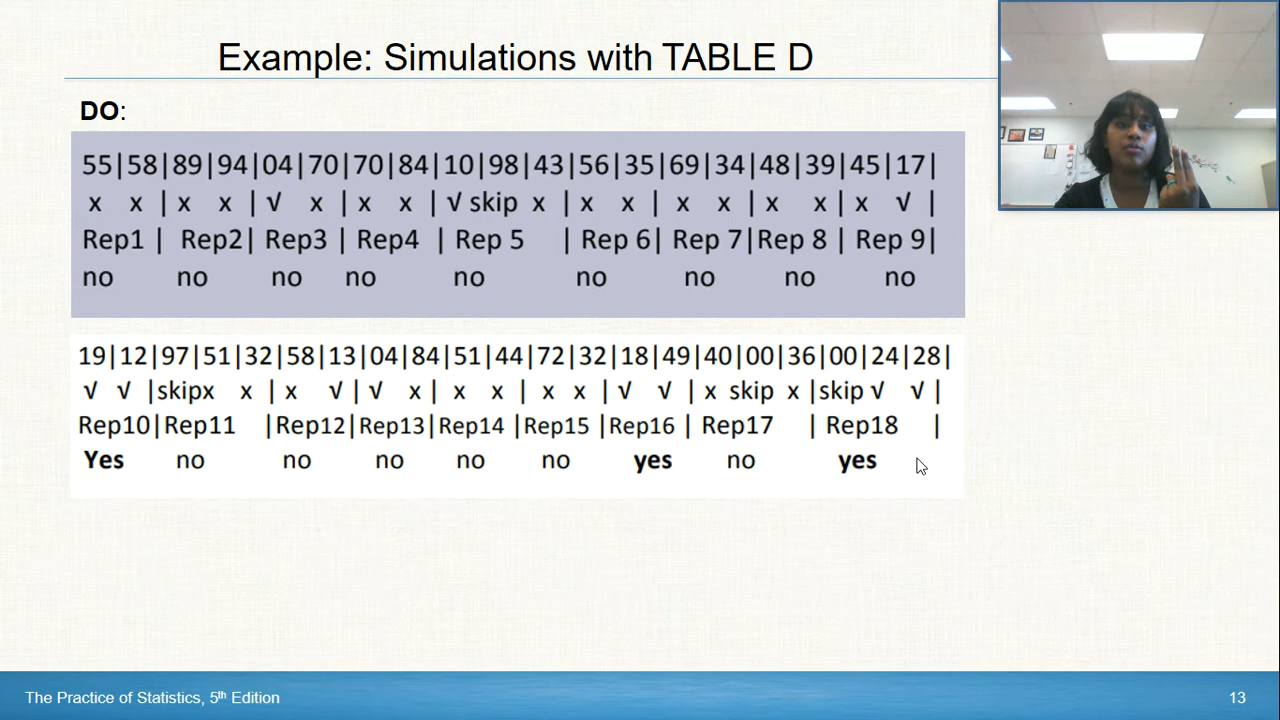 Example: Simulations with TABLE D
DO:
55|58|89|94|04|70|70|84|10|98|43|56|35|69|34|48|39|45|17|
x x | x x | √ x | x x | √ skip x | x x | x x | x x | x √ |
Rep1 | Rep2| Rep3 | Rep4 | Rep 5 | Rep 6| Rep 7|Rep 8 | Rep 9|
no no no no no no no no no
19|12|97|51|32|58|13|04|84|51|44|72|32|18|49|40|00|36|00|24|28|
√ √ |skipx x | x √ | √ x | x x | x x | √ √ | x skip x |skip √ √ |
Rep10|Rep11 |Rep12|Rep13|Rep14 |Rep15 |Rep16 | Rep17 | Rep18 |
Yes no no no no no yes no yes
The Practice of Statistics, 5th Edition
13